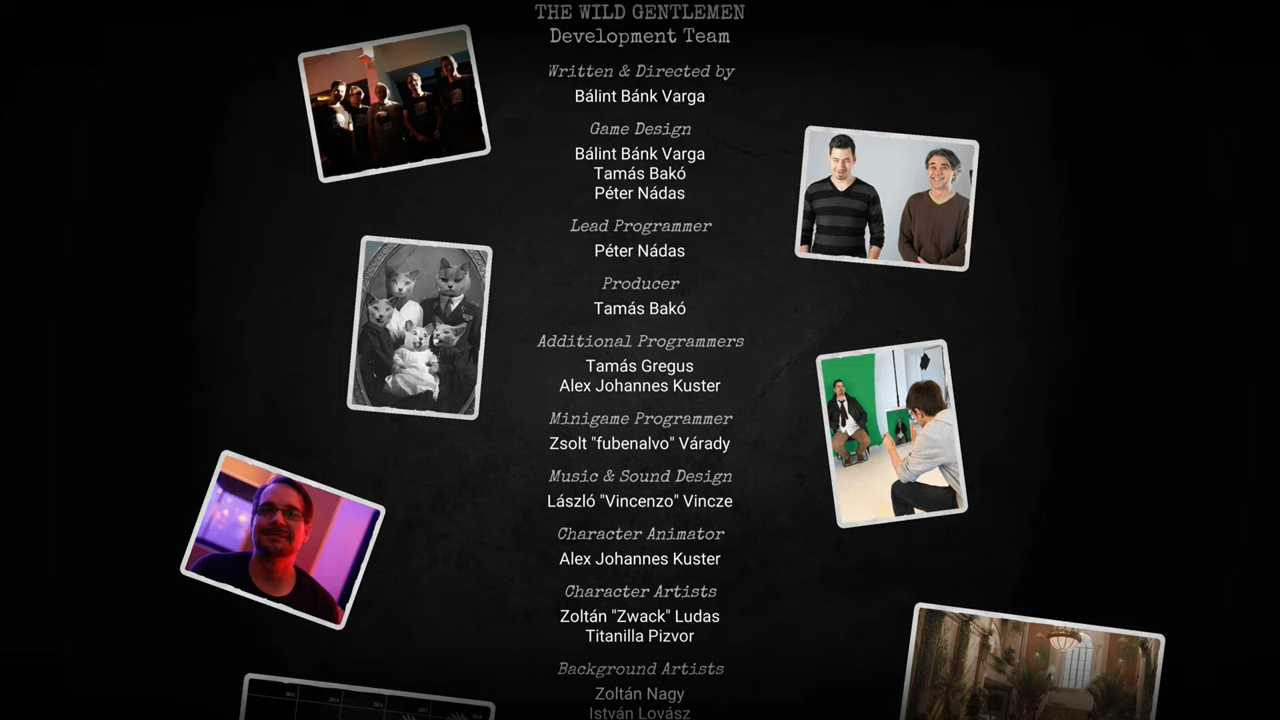 THE WILD GENTLEMEN
Development Team
Written & Directed by
Bálint Bánk Varga
Game Design
Bálint Bánk Varga
Tamás Bakó
Péter Nádas
Lead Programmer
Péter Nádas
Producer
Tamás Bakó
Additional Programmers
Tamás Gregus
Alex Johannes Kuster
Minigame Programmer
Zsolt "fubenalvo" Várady
Music & Sound Design
László "Vincenzo" Vincze
Character Animator
Alex Johannes Kuster
Character Artists
Zoltán "Zwack" Ludas
Titanilla Pizvor
Background Artists
Zoltán Nagy
István Lovász